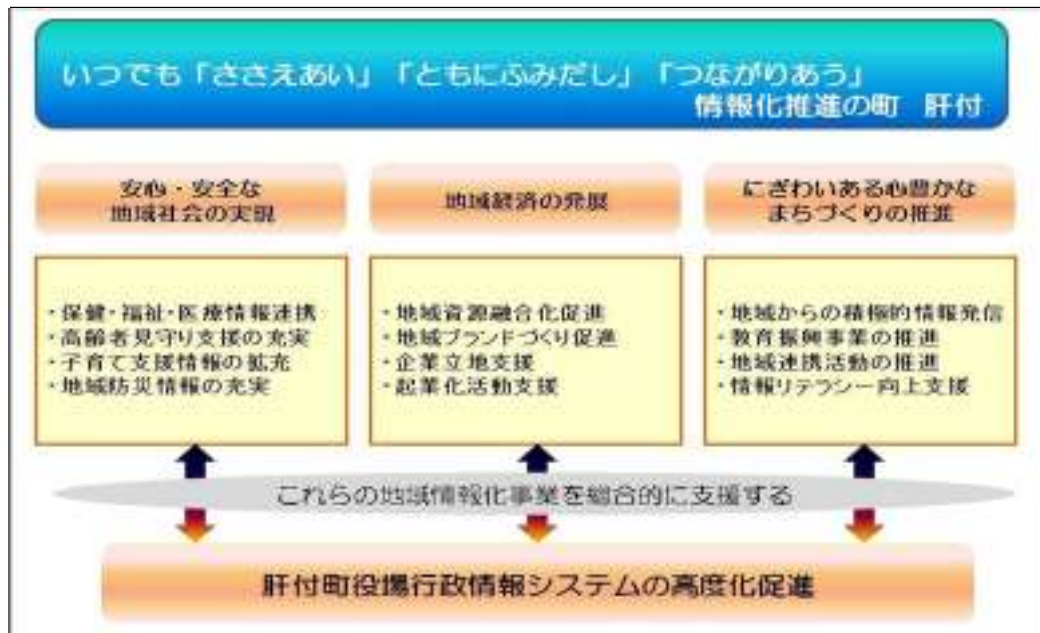 いつでも「ささえあい」「ともにふみだし」「つながりあう」
情報化推進の町　肝付
安心・安全な
地域社会の実現
地域経済の発展
にぎわいある心豊かな
まちづくりの推進
・保健・福祉・医療情報連携
・高齢者見守り支援の充実
・子育て支援情報の拡充
・地域防災情報の充実
・地域資源融合化促進
・地域ブランドづくり促進
・企業立地支援
・起業化活動支援
・地域からの積極的情報発信
・教育振興事業の推進
・地域連携活動の推進
・情報リテラシー向上支援
これらの地域情報化事業を総合的に支援する
肝付町役場行政情報システムの高度化促進